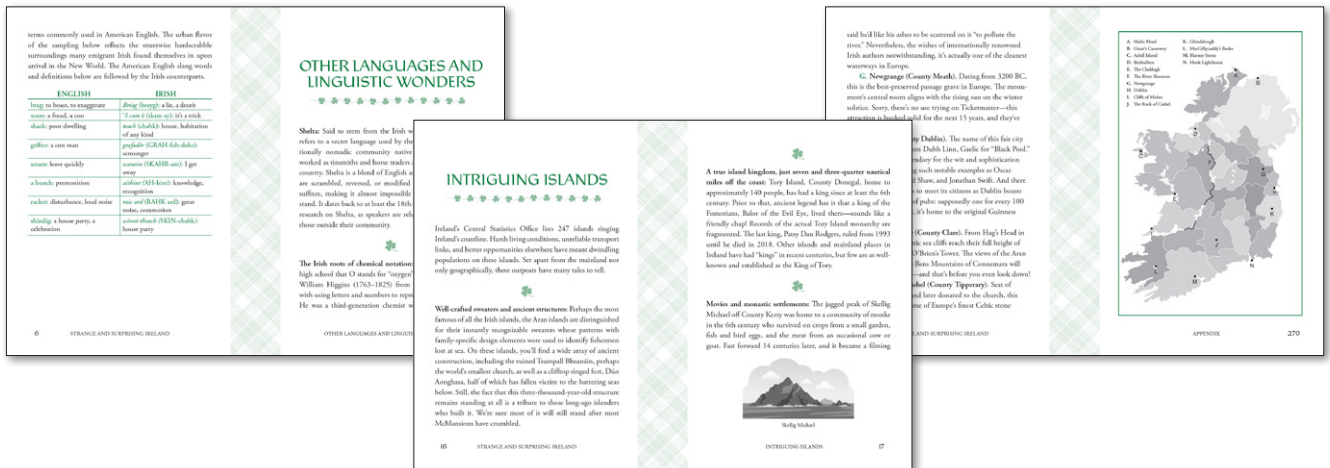 terms commonly used in American English. The urban flavor
of the sampling below reflects the streetwise hardscrabble
surroundings many emigrant Irish found themselves in upon
arrival in the New World. The American English slang words
and definitions below are followed by the Irish counterparts.
ENGLISH IRISH
brag: to boast, to exaggerate Bréag (brayg): a lie, a deceit
scam: a fraud, a con 'S cam é (skam ay): it's a trick
shack: poor dwelling teach (chahk): house, habitation
of any kind
grifter: a con man grafadóir (GRAH-fah-dohr):
scrounger
scram: leave quickly scaraim (SKAHR-am): I get
away
a hunch: premonition aithint (AH-hint): knowledge,
recognition
racket: disturbance, loud noise raic ard (RAHK ard): great
noise, commotion
shindig: a house party, a
celebration
house party
6 STRANGE AND SURPRISING IRELAND
OTHER LANGUAGES AND
LINGUISTIC WONDERS
Shelta: Said to stem from the Irish
refers to a secret language used by the
tionally nomadic community native
worked as tinsmiths and horse traders
country. Shelta is a blend of English
are scrambled, reversed, or modified
suffixes, making it almost impossible
stand. It dates back to at least the 18th
research on Shelta, as speakers are
those outside their community.
The Irish roots of chemical notation:
high school that O stands for "oxygen"
William Higgins (1763–1825) from
with using letters and numbers to
He was a third-generation chemist
OTHER LANGUAGES AND
INTRIGUING ISLANDS
Ireland's Central Statistics Office lists 247 islands ringing
Ireland's coastline. Harsh living conditions, unreliable transport
links, and better opportunities elsewhere have meant dwindling
populations on these islands. Set apart from the mainland not
only geographically, these outposts have many tales to tell.
Well-crafted sweaters and ancient structures: Perhaps the most
famous of all the Irish islands, the Aran islands are distinguished
for their instantly recognizable sweaters whose patterns with
family-specific design elements were used to identify fishermen
lost at sea. On these islands, you'll find a wide array of ancient
construction, including the ruined Teampall Bheanáin, perhaps
the world's smallest church, as well as a clifftop ringed fort, Dún
Aonghasa, half of which has fallen victim to the battering seas
below. Still, the fact that this three-thousand-year-old structure
remains standing at all is a tribute to those long-ago islanders
who built it. We're sure most of it will still stand after most
McMansions have crumbled.
16 STRANGE AND SURPRISING IRELAND
A true island kingdom, just seven and three-quarter nautical
miles off the coast: Tory Island, County Donegal, home to
approximately 140 people, has had a king since at least the 6th
century. Prior to that, ancient legend has it that a king of the
Fomorians, Balor of the Evil Eye, lived there—sounds like a
friendly chap! Records of the actual Tory Island monarchy are
fragmented. The last king, Patsy Dan Rodgers, ruled from 1993
until he died in 2018. Other islands and mainland places in
Ireland have had "kings" in recent centuries, but few are as well-
known and established as the King of Tory.
Movies and monastic settlements: The jagged peak of Skellig
Michael off County Kerry was home to a community of monks
in the 6th century who survived on crops from a small garden,
fish and bird eggs, and the meat from an occasional cow or
goat. Fast forward 14 centuries later, and it became a filming
Skellig Michael
INTRIGUING ISLANDS 17
said he'd like his ashes to be scattered on it "to pollute the
river." Nevertheless, the wishes of internationally renowned
Irish authors notwithstanding, it's actually one of the cleanest
waterways in Europe.
G. Newgrange (County Meath). Dating from 3200 BC,
this is the best-preserved passage grave in Europe. The monu-
ment's central room aligns with the rising sun on the winter
solstice. Sorry, there's no use trying on Ticketmaster—this
attraction is booked solid for the next 15 years, and they've
Dublin). The name of this fair city
Dubh Linn, Gaelic for "Black Pool."
for the wit and sophistication
such notable examples as Oscar
Shaw, and Jonathan Swift. And there
to meet its citizens as Dublin boasts
of pubs: supposedly one for every 100
it's home to the original Guinness
(County Clare). From Hag's Head in
sea cliffs reach their full height of
O'Brien's Tower. The views of the Aran
Bens Mountains of Connemara will
—and that's before you even look down!
(County Tipperary). Seat of
and later donated to the church, this
of Europe's finest Celtic stone
AND SURPRISING IRELAND
A. Malin Head
B. Giant's Causeway
C. Achill Island
D. Benbulben
E. The Claddagh
F. The River Shannon
G. Newgrange
H. Dublin
I. Cliffs of Moher
J. The Rock of Cashel
K. Glendalough
L. MacGillycuddy's Reeks
M. Blarney Stone
N. Hook Lighthouse
A
B
D
C
K
N
M
APPENDIX 270